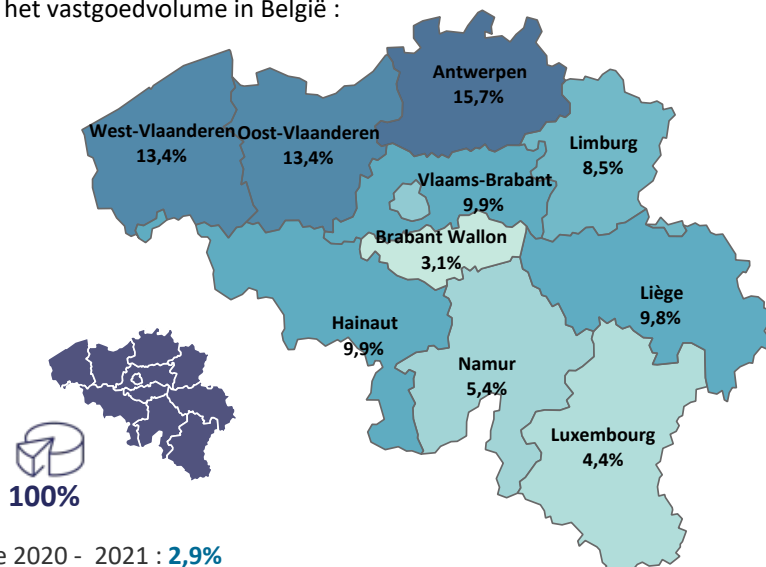 het vastgoedvolume in België :
Antwerpen
15,7%
West-Vlaanderen
13,4%
Oost-Vlaanderen
13,4%
Limburg
8,5%
Vlaams-Brabant
9,9%
Brabant Wallon
3,1%
Liège
9,8%
Hainaut
9,9%
Namur
5,4%
Luxembourg
4,4%
100%
e 2020 - 2021 : 2,9%